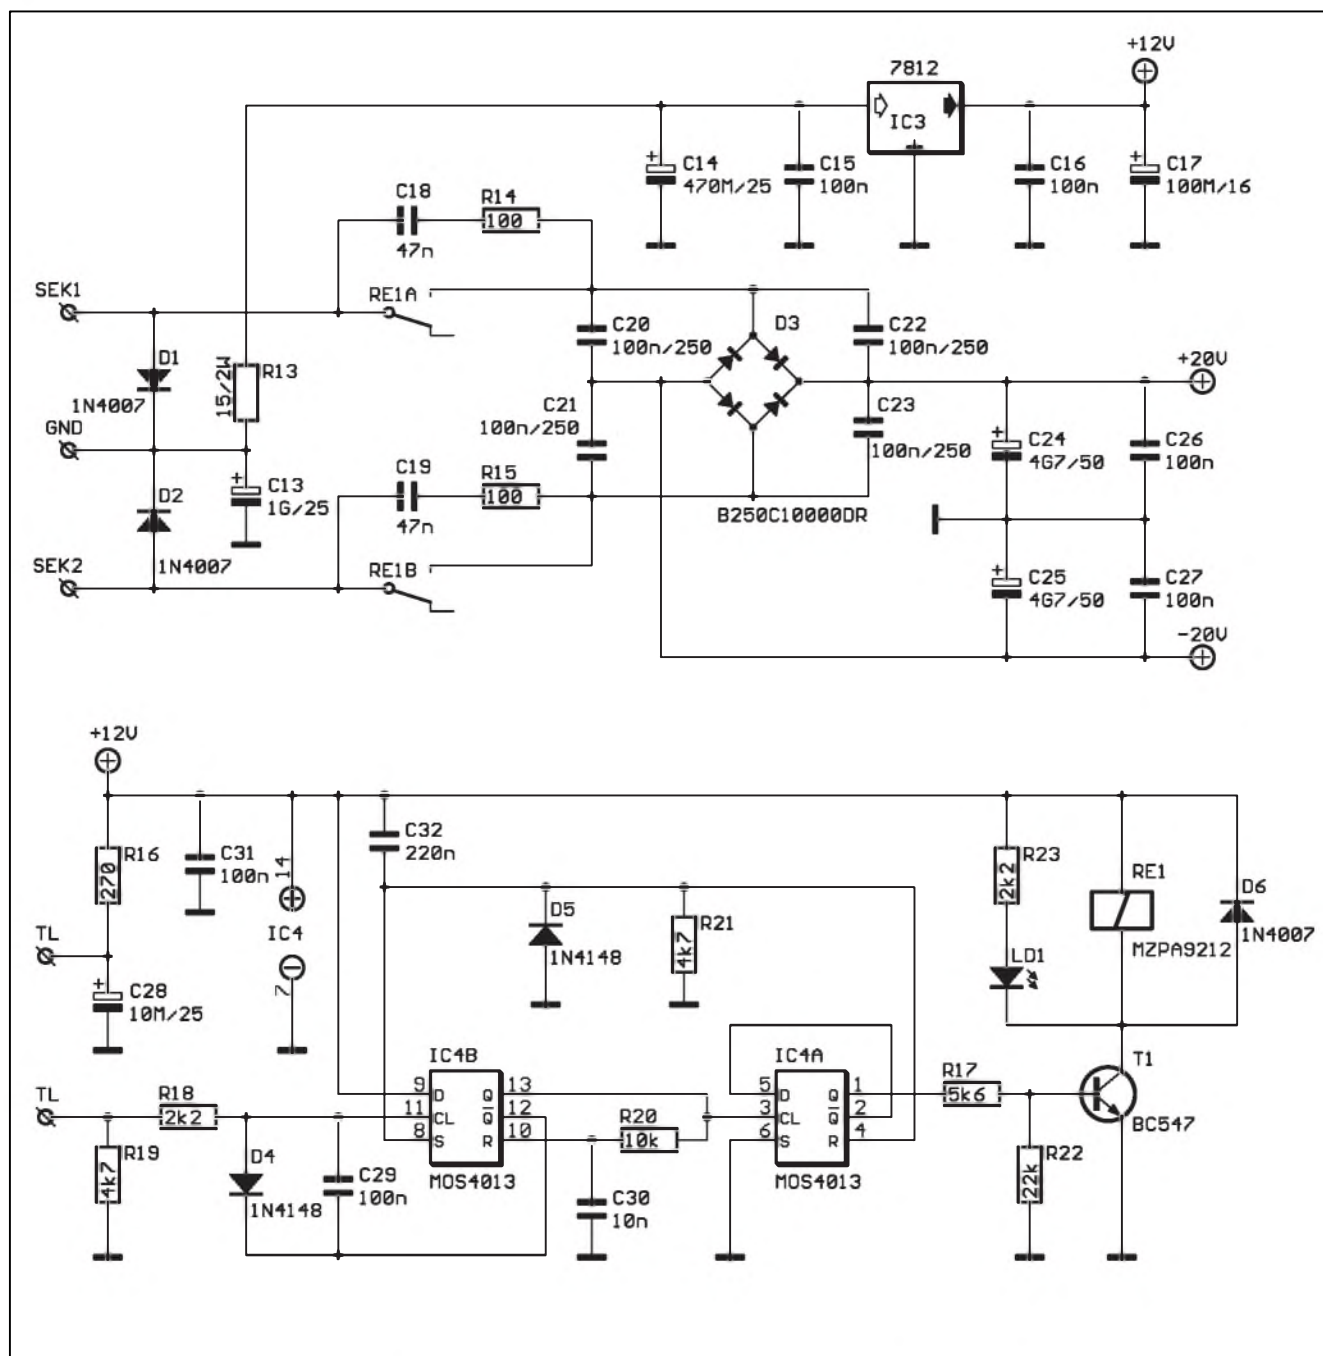 +12V
7812
IC3
C14
470M/25
C15
100n
C16
100n
C17
100M/16
C18
47n
R14
100
SEK1
RE1A
C20
100n/250
D3
C22
100n/250
+20V
D1
1N4007
15/2W
R13
GND
C21
100n/250
C23
100n/250
C24
4G7/50
C26
100n
C13
1G/25
C19
47n
R15
100
B250C10000DR
D2
1N4007
SEK2
RE1B
C25
4G7/50
C27
100n
-20V
+12V
R16
270
C31
100n
14
IC4
7
C32
220n
D5
1N4148
R21
4k7
R23
2k2
RE1
MZPA9212
D6
1N4007
LD1
TL
C28
10M/25
IC4B
9 D Q 13
11 CL Q 12
8 S R 10
MOS4013
IC4A
5 D Q 1
3 CL Q 2
6 S R 4
MOS4013
R17
5k6
T1
BC547
TL
R18
2k2
R19
4k7
D4
1N4148
C29
100n
R20
10k
C30
10n
R22
22k